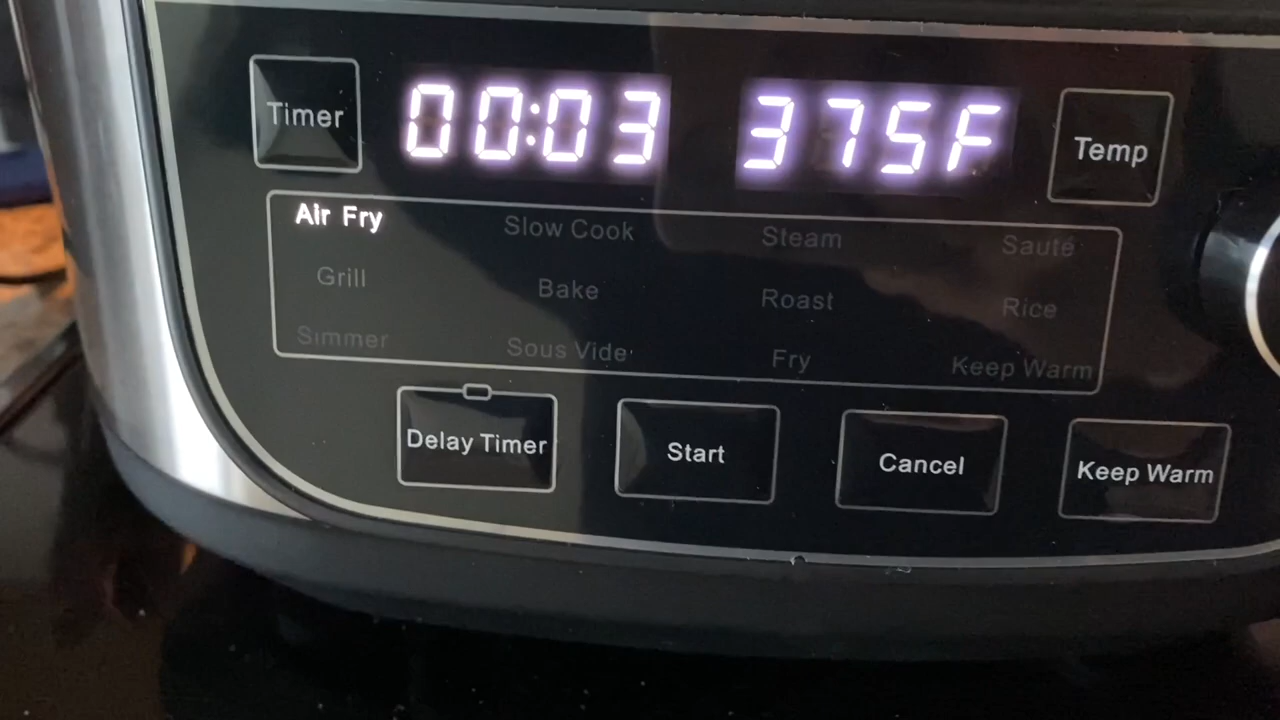 Timer 00:03 375F Temp
Air Fry Slow Cook Steam Sauté
Grill Bake Roast Rice
Simmer Sous Vide Fry Keep Warm
Delay Timer Start Cancel Keep Warm